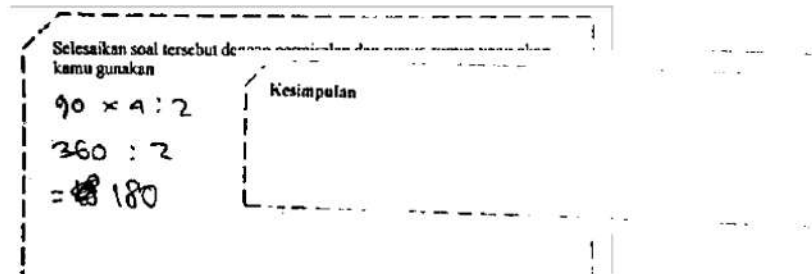 Selesaikan soal tersebut dengan
kamu gunakan
90 × 4 : 2
360 : 2
= 180
Kesimpulan